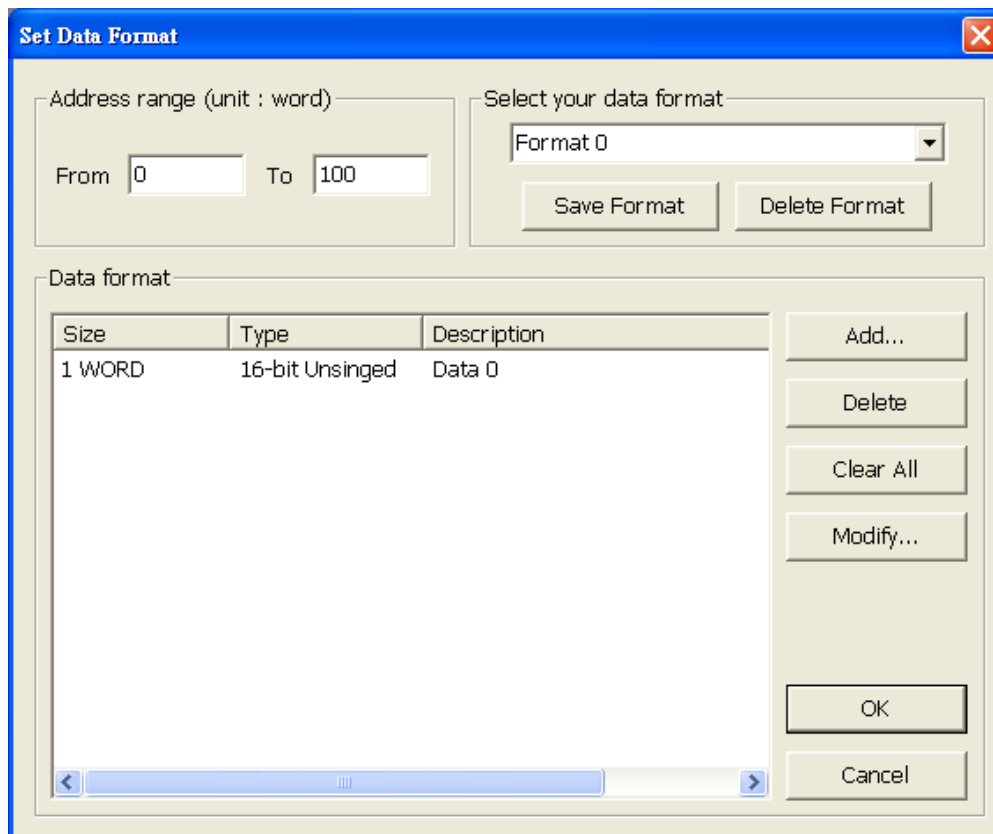 Set Data Format
Address range (unit : word)
From 0 To 100
Select your data format
Format 0
Save Format Delete Format
Data format
Size Type Description
1 WORD 16-bit Unsinged Data 0
Add...
Delete
Clear All
Modify...
OK
Cancel